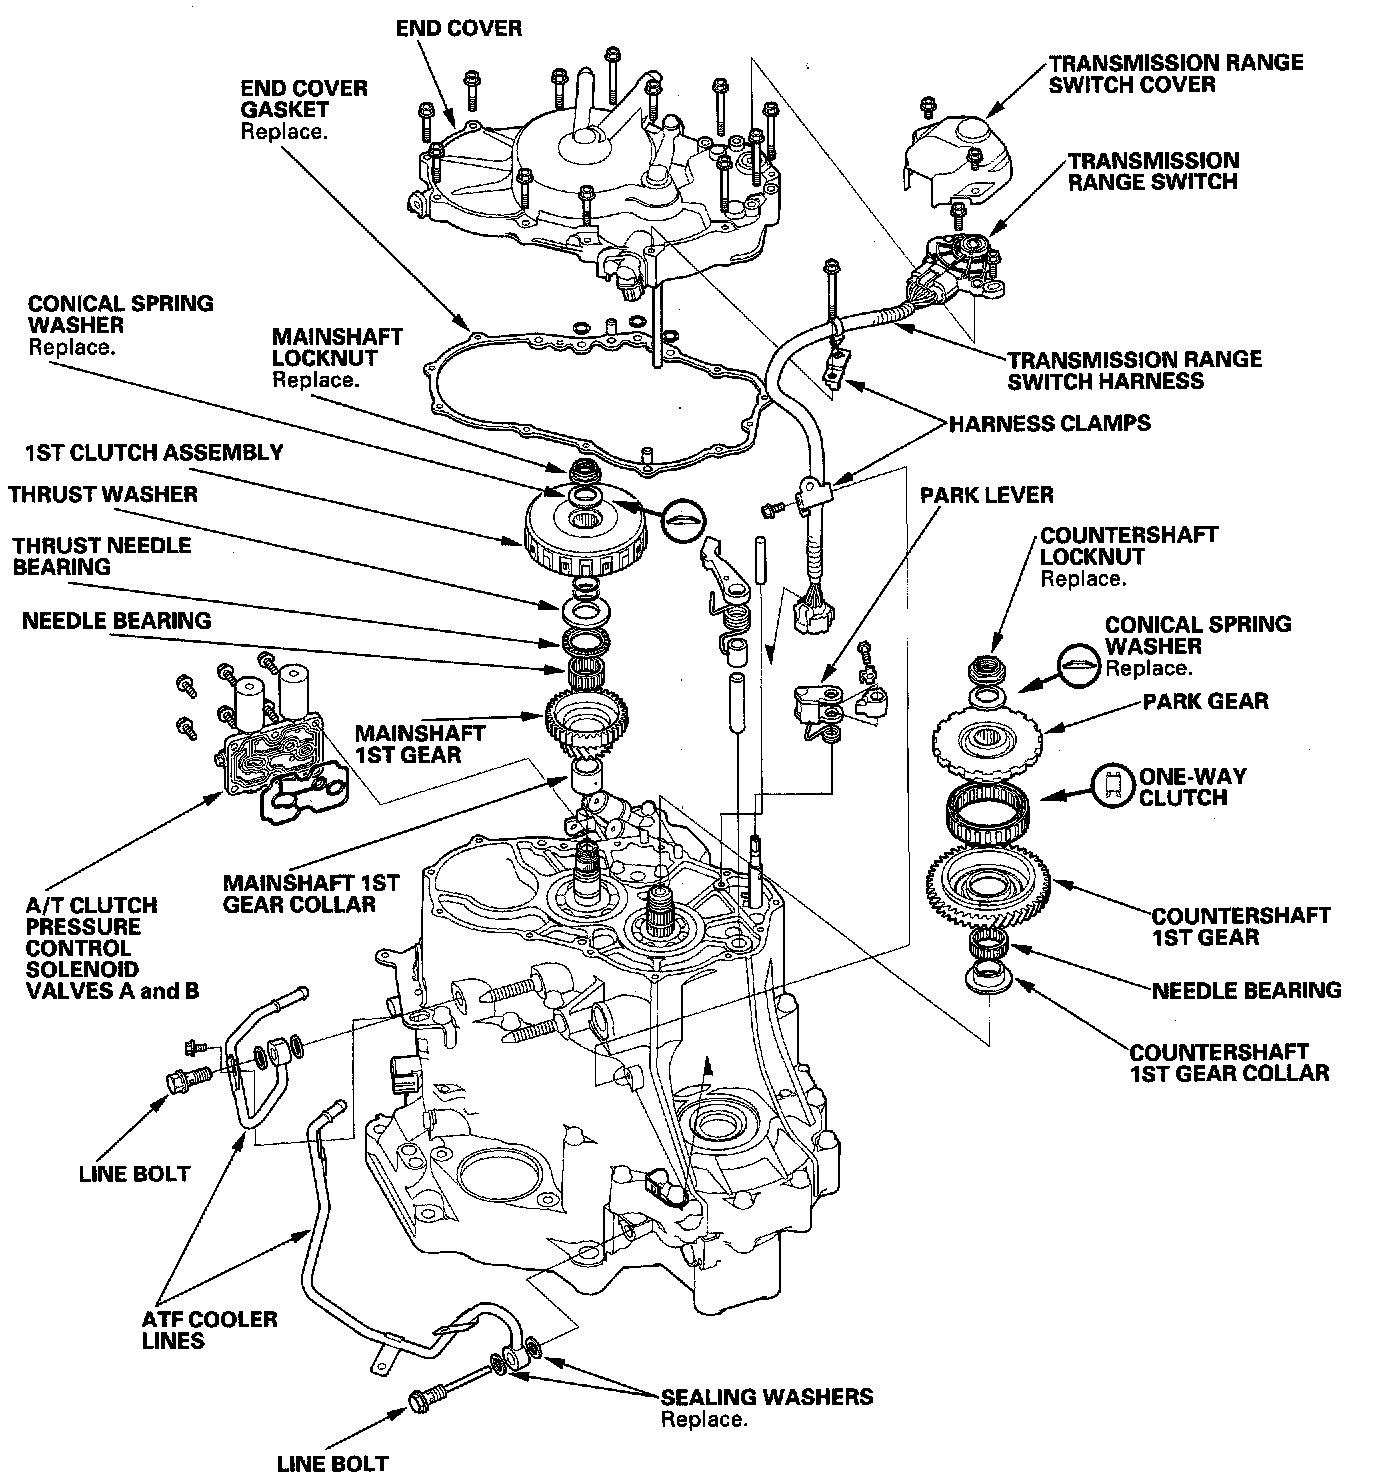 END COVER
END COVER
GASKET
Replace.
TRANSMISSION RANGE
SWITCH COVER
TRANSMISSION
RANGE SWITCH
CONICAL SPRING
WASHER
Replace.
MAINSHAFT
LOCKNUT
Replace.
TRANSMISSION RANGE
SWITCH HARNESS
HARNESS CLAMPS
1ST CLUTCH ASSEMBLY
THRUST WASHER
PARK LEVER
THRUST NEEDLE
BEARING
COUNTERSHAFT
LOCKNUT
Replace.
NEEDLE BEARING
CONICAL SPRING
WASHER
Replace.
PARK GEAR
MAINSHAFT
1ST GEAR
ONE-WAY
CLUTCH
MAINSHAFT 1ST
GEAR COLLAR
A/T CLUTCH
PRESSURE
CONTROL
SOLENOID
VALVES A and B
COUNTERSHAFT
1ST GEAR
NEEDLE BEARING
COUNTERSHAFT
1ST GEAR COLLAR
LINE BOLT
ATF COOLER
LINES
SEALING WASHERS
Replace.
LINE BOLT